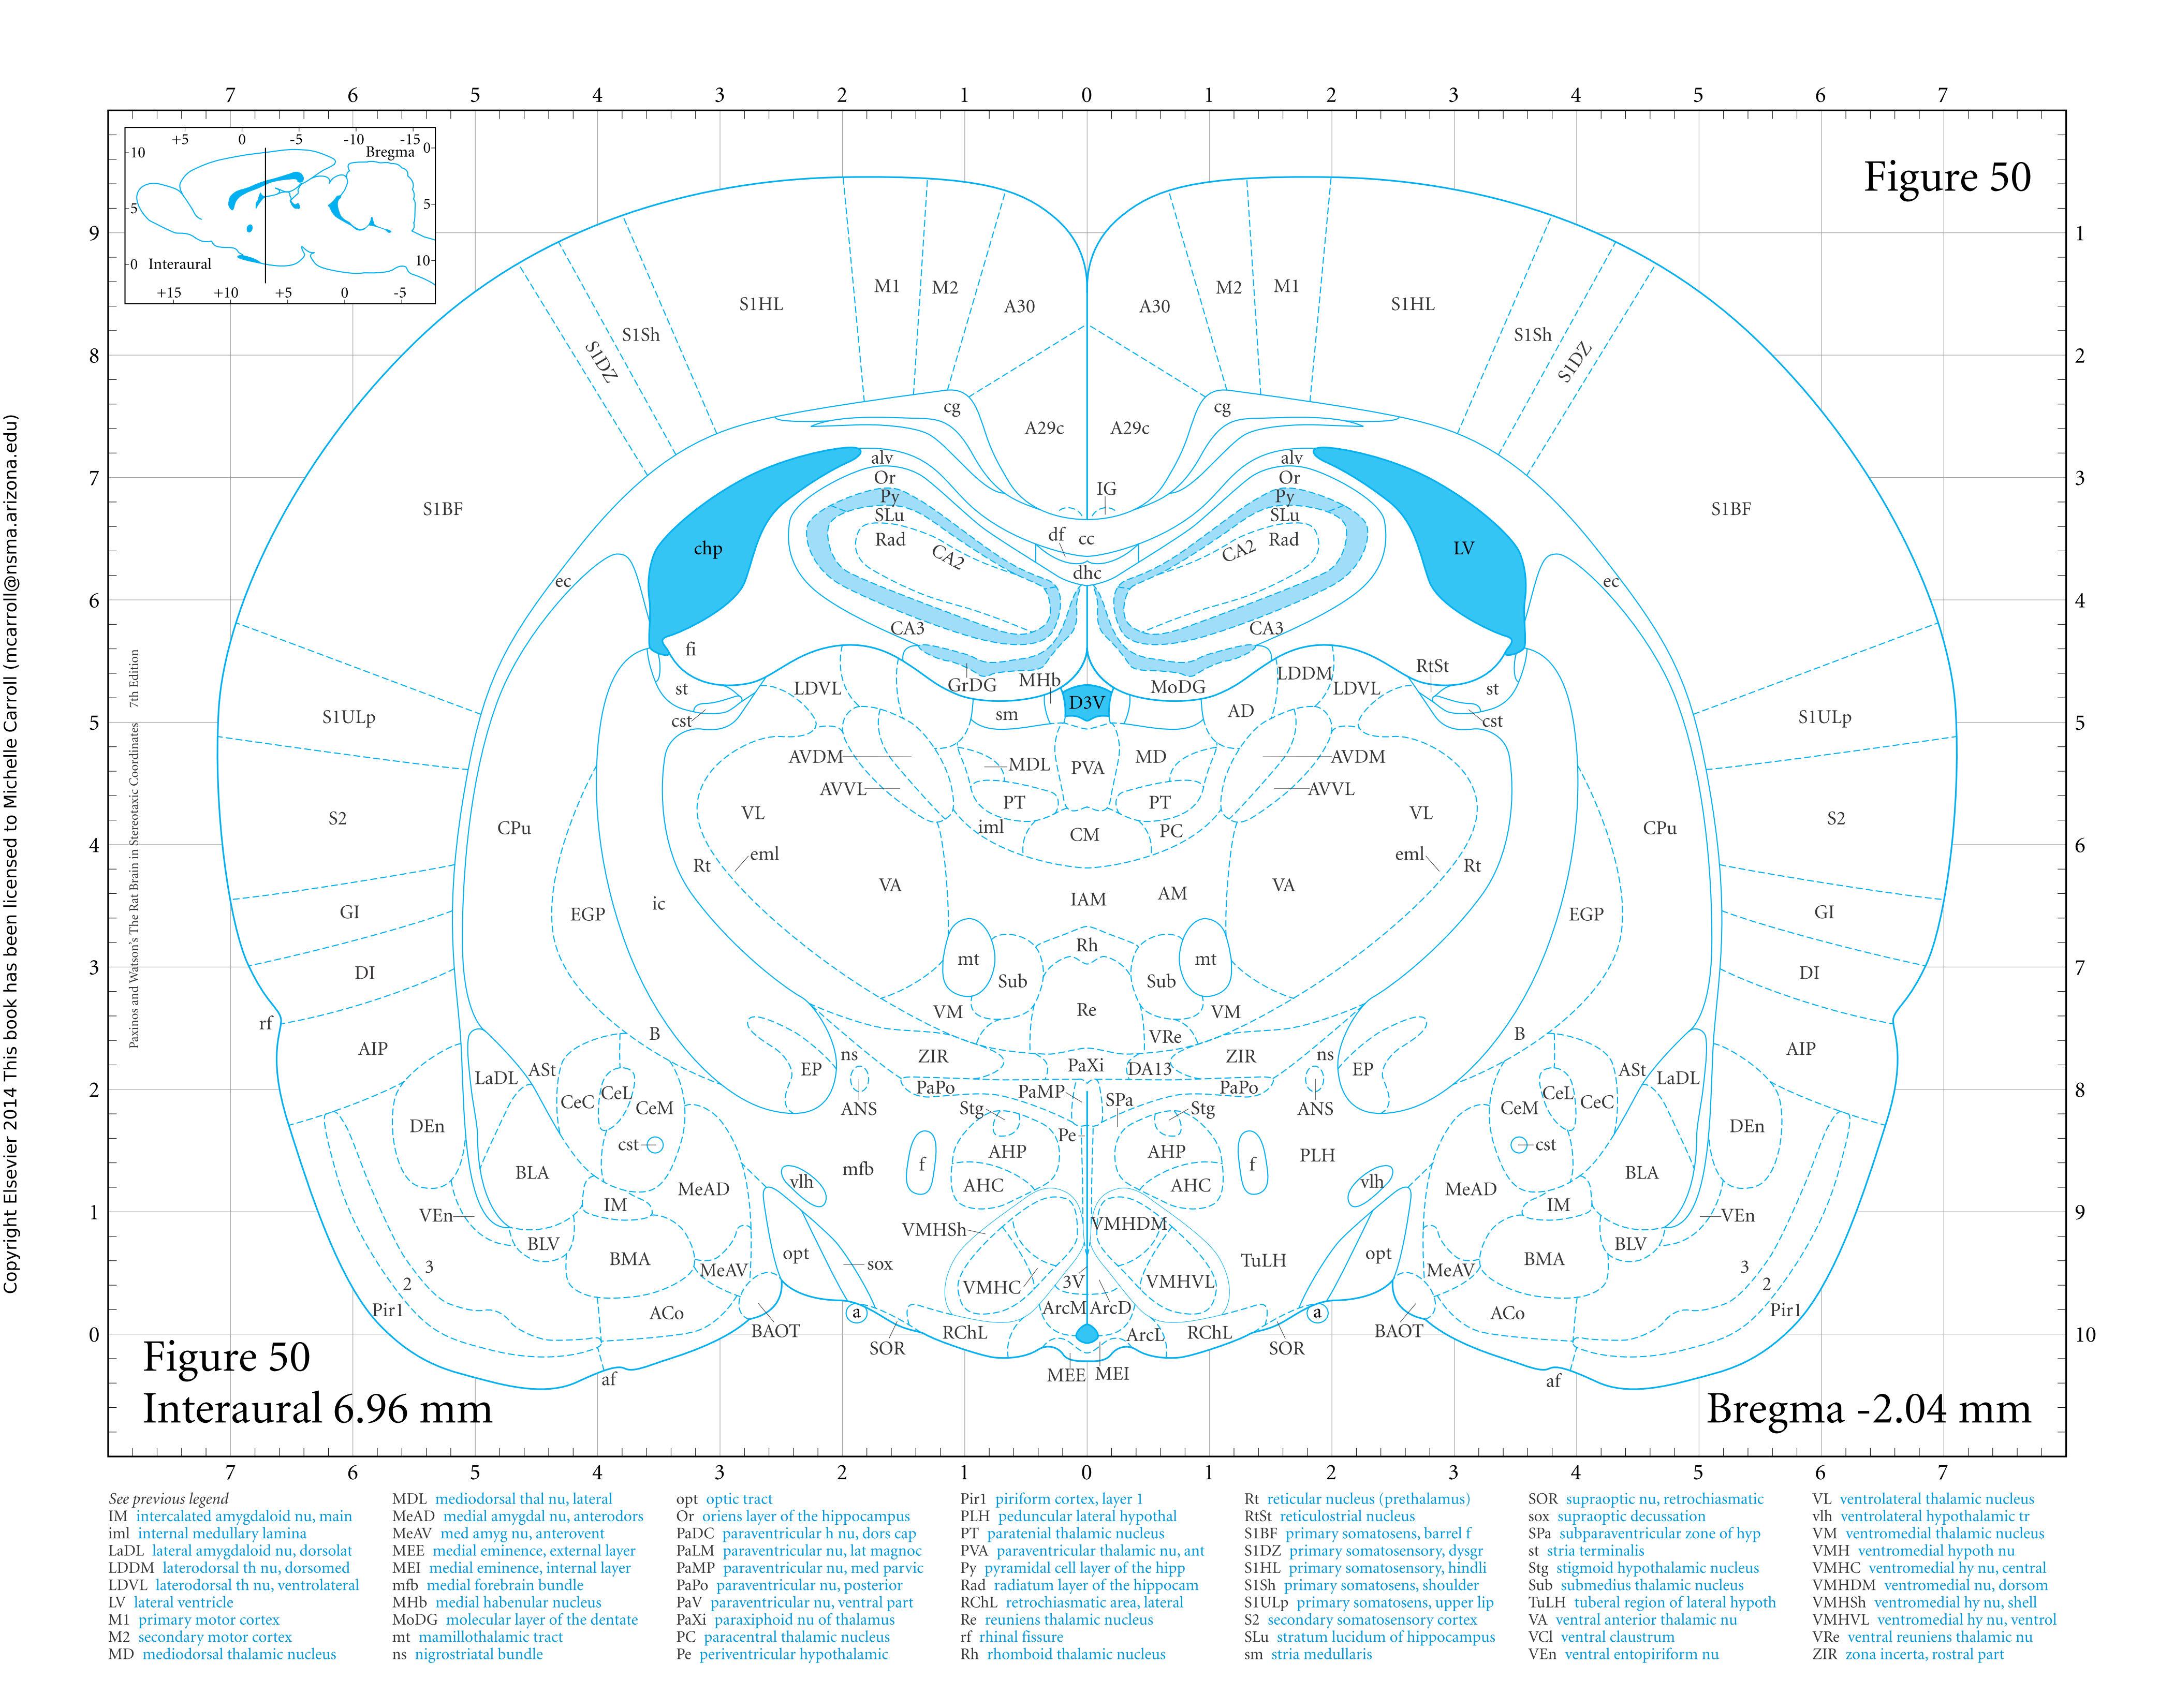 7 6 5 4 3 2 1 0 1 2 3 4 5 6 7
+5 0 -5 -10 -15
Bregma 0
10
5 5
0 Interaural 10
+15 +10 +5 0 -5
Figure 50
9 1
8 2
7 3
6 4
5 5
4 6
3 7
2 8
1 9
0 10
M1 M2 A30 A30 M2 M1
S1HL S1HL
S1Sh S1Sh
S1DZ S1DZ
cg cg
A29c A29c
alv alv
Or IG Or
Py Py
SLu SLu
S1BF S1BF
Rad CA2 df cc CA2 Rad
chp LV
dhc
ec ec
CA3 CA3
fi RtSt
st LDVL GrDG MHb MoDG LDDM LDVL st
cst sm D3V AD cst
S1ULp S1ULp
AVDM MDL PVA MD AVDM
AVVL PT PT AVVL
S2 CPu VL iml CM PC VL CPu S2
Rt eml eml Rt
VA IAM AM VA
GI EGP ic EGP GI
DI mt Sub Rh Sub mt DI
VM Re VM
rf B VRe B
AIP ns ZIR PaXi DA13 ZIR ns AIP
LaDL ASt EP EP ASt LaDL
CeC CeL CeM PaPo PaMP SPa PaPo CeM CeL CeC
DEn ANS Stg Stg ANS DEn
cst Pe cst
BLA mfb f AHP AHP f PLH BLA
MeAD vlh AHC AHC vlh MeAD
VEn IM IM VEn
VMHSh VMHDM
BLV BMA opt sox TuLH opt BMA BLV
3 MeAV VMHC 3V VMHVL MeAV 3
2 2
Pir1 ACo a ArcM ArcD a ACo Pir1
BAOT SOR RChL ArcL RChL SOR BAOT
af MEE MEI af
Figure 50
Interaural 6.96 mm
Bregma -2.04 mm
7 6 5 4 3 2 1 0 1 2 3 4 5 6 7
Copyright Elsevier 2014 This book has been licensed to Michelle Carroll (mcarroll@nsma.arizona.edu)
Paxinos and Watson's The Rat Brain in Stereotaxic Coordinates 7th Edition
See previous legend
IM intercalated amygdaloid nu, main
iml internal medullary lamina
LaDL lateral amygdaloid nu, dorsolat
LDDM laterodorsal th nu, dorsomed
LDVL laterodorsal th nu, ventrolateral
LV lateral ventricle
M1 primary motor cortex
M2 secondary motor cortex
MD mediodorsal thalamic nucleus
MDL mediodorsal thal nu, lateral
MeAD medial amygdal nu, anterodors
MeAV med amyg nu, anterovent
MEE medial eminence, external layer
MEI medial eminence, internal layer
mfb medial forebrain bundle
MHb medial habenular nucleus
MoDG molecular layer of the dentate
mt mamillothalamic tract
ns nigrostriatal bundle
opt optic tract
Or oriens layer of the hippocampus
PaDC paraventricular h nu, dors cap
PaLM paraventricular nu, lat magnoc
PaMP paraventricular nu, med parvic
PaPo paraventricular nu, posterior
PaV paraventricular nu, ventral part
PaXi paraxiphoid nu of thalamus
PC paracentral thalamic nucleus
Pe periventricular hypothalamic
Pir1 piriform cortex, layer 1
PLH peduncular lateral hypothal
PT paratenial thalamic nucleus
PVA paraventricular thalamic nu, ant
Py pyramidal cell layer of the hipp
Rad radiatum layer of the hippocam
RChL retrochiasmatic area, lateral
Re reuniens thalamic nucleus
rf rhinal fissure
Rh rhomboid thalamic nucleus
Rt reticular nucleus (prethalamus)
RtSt reticulostrial nucleus
S1BF primary somatosens, barrel f
S1DZ primary somatosensory, dysgr
S1HL primary somatosensory, hindli
S1Sh primary somatosens, shoulder
S1ULp primary somatosens, upper lip
S2 secondary somatosensory cortex
SLu stratum lucidum of hippocampus
sm stria medullaris
SOR supraoptic nu, retrochiasmatic
sox supraoptic decussation
SPa subparaventricular zone of hyp
st stria terminalis
Stg stigmoid hypothalamic nucleus
Sub submedius thalamic nucleus
TuLH tuberal region of lateral hypoth
VA ventral anterior thalamic nu
VCl ventral claustrum
VEn ventral entopiriform nu
VL ventrolateral thalamic nucleus
vlh ventrolateral hypothalamic tr
VM ventromedial thalamic nucleus
VMH ventromedial hypoth nu
VMHC ventromedial hy nu, central
VMHDM ventromedial nu, dorsom
VMHSh ventromedial hy nu, shell
VMHVL ventromedial hy nu, ventrol
VRe ventral reuniens thalamic nu
ZIR zona incerta, rostral part